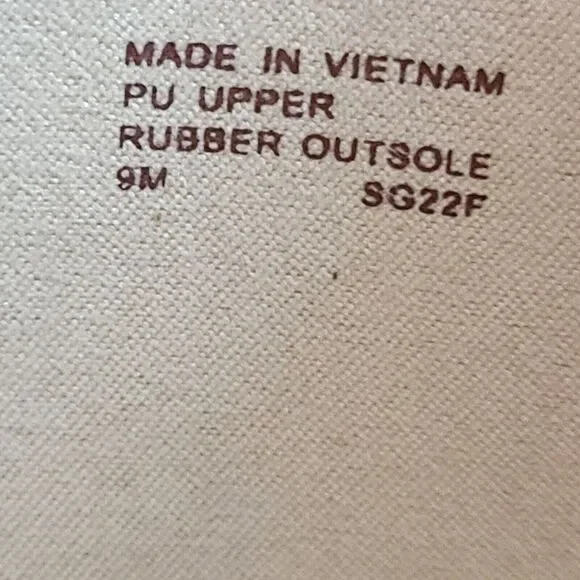 MADE IN VIETNAM
PU UPPER
RUBBER OUTSOLE
9M SG22F